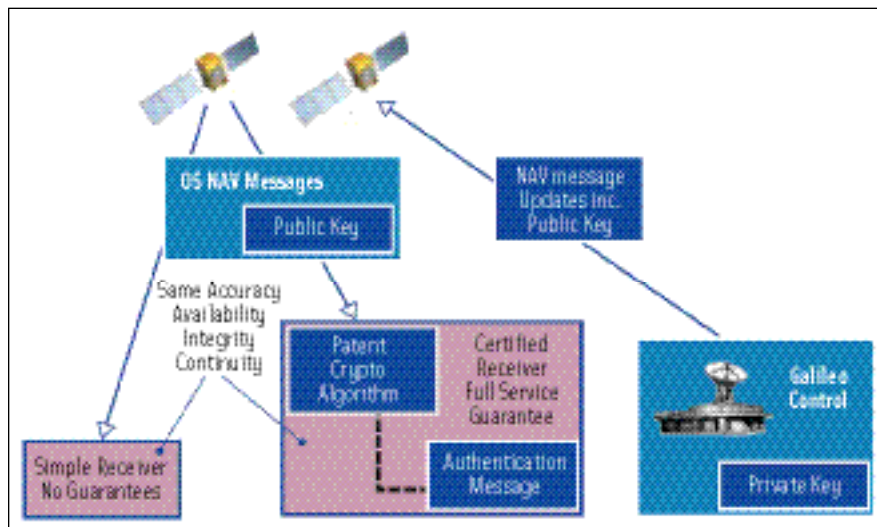 OS NAV Messages
Public Key
NAV message
Updates inc.
Public Key
Same Accuracy
Availability
Integrity
Continuity
Patent
Crypto
Algorithm
Certified
Receiver
Full Service
Guarantee
Authentication
Message
Simple Receiver
No Guarantees
Galileo
Control
Private Key